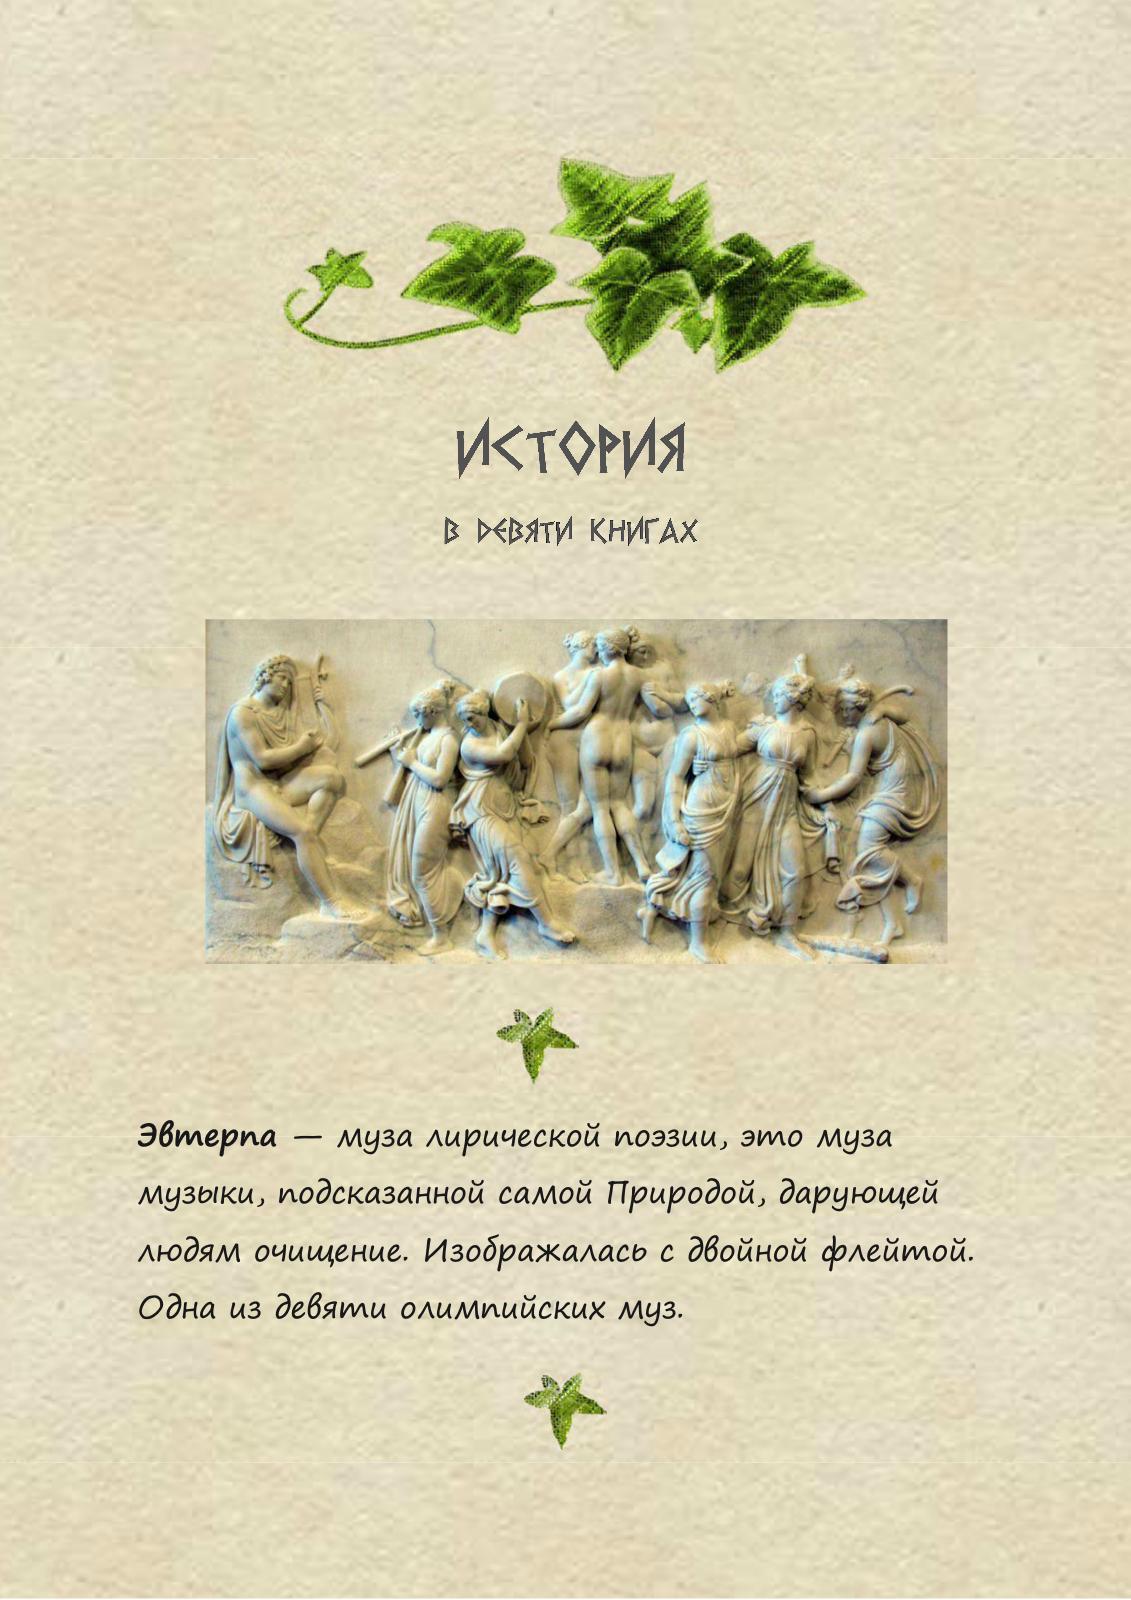 ИСТОРИЯ
В ДЕВЯТИ КНИГАХ
Эвтерпа — муза лирической поэзии, это муза
музыки, подсказанной самой Природой, дарующей
людям очищение. Изображалась с двойной флейтой.
Одна из девяти олимпийских муз.